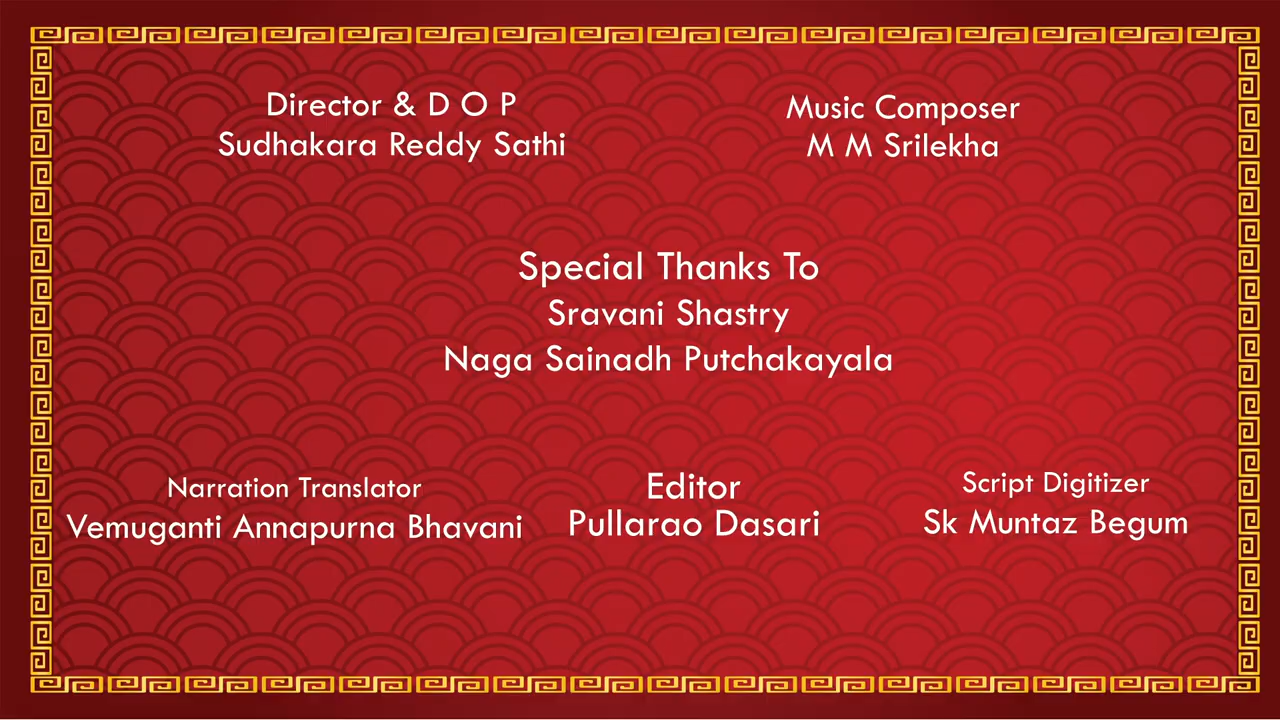 Director & D O P
Sudhakara Reddy Sathi
Music Composer
M M Srilekha
Special Thanks To
Sravani Shastry
Naga Sainadh Putchakayala
Narration Translator
Vemuganti Annapurna Bhavani
Editor
Pullarao Dasari
Script Digitizer
Sk Muntaz Begum